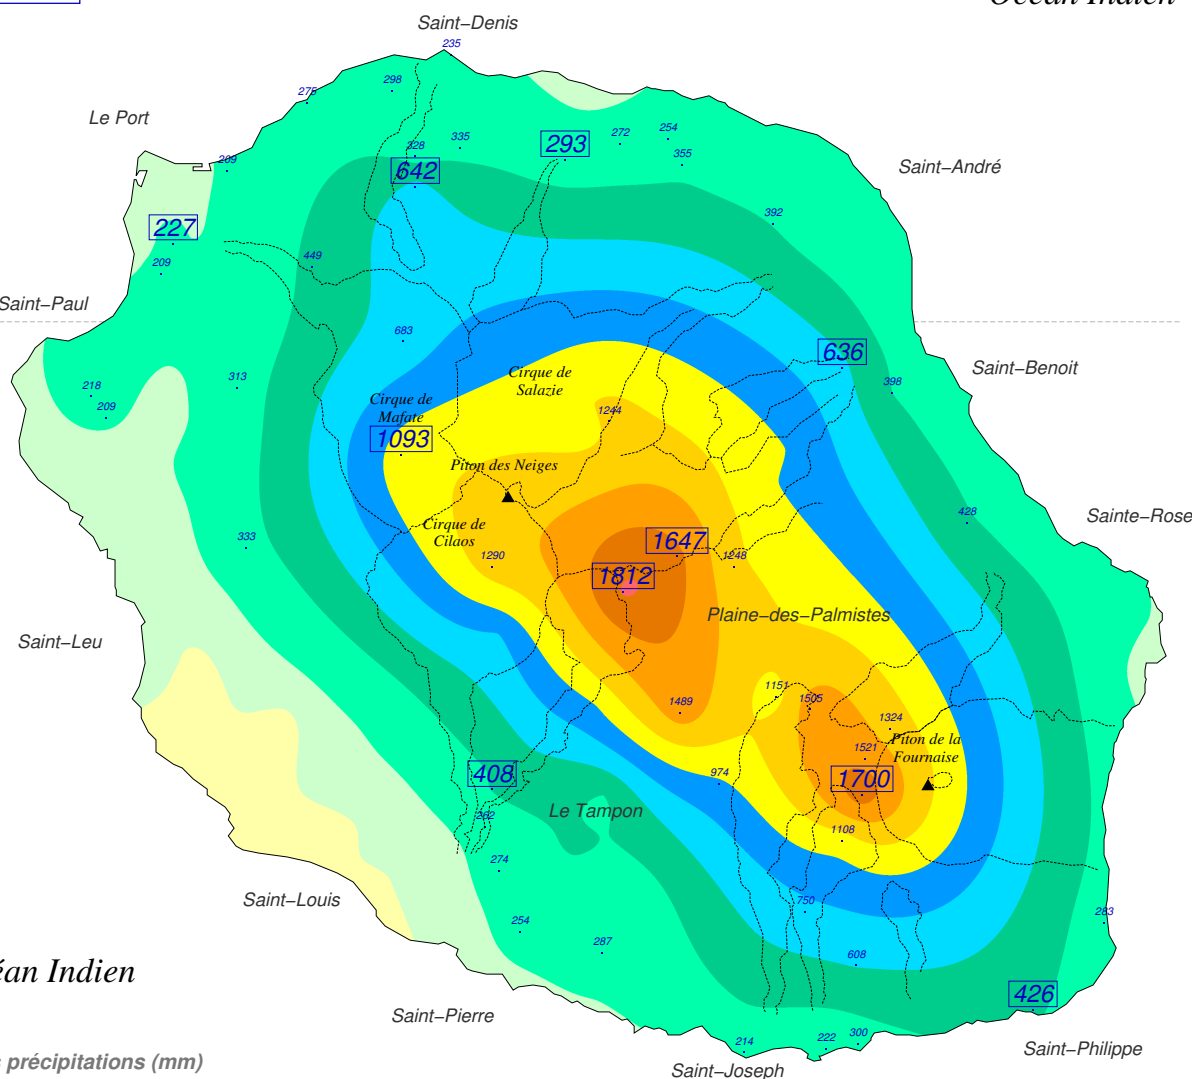 Océan Indien
Saint–Denis
235
298
275
Le Port
335
272
254
293
328
355
209
642
Saint–André
392
227
449
209
Saint–Paul
683
636
Saint–Benoit
Cirque de
Salazie
313
398
218
209
Cirque de
Mafate
1244
1093
Piton des Neiges
428
Sainte–Rose
Cirque de
Cilaos
333
1647
1290
1248
1812
Plaine–des–Palmistes
Saint–Leu
1151
1505
1489
1324
Piton de la
Fournaise
1521
974
408
1700
Le Tampon
262
1108
274
Saint–Louis
750
254
283
287
608
éan Indien
426
Saint–Pierre
300
222
214
Saint–Philippe
s précipitations (mm)
Saint–Joseph